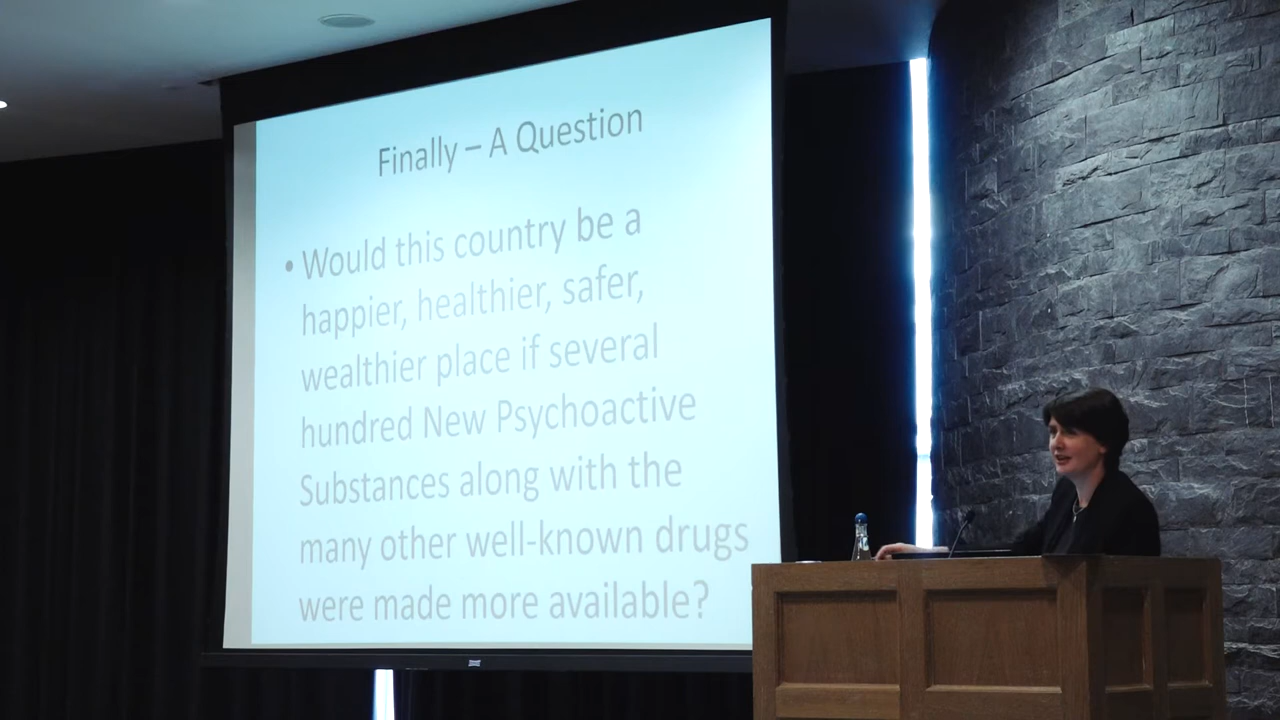 Finally – A Question
• Would this country be a
happier, healthier, safer,
wealthier place if several
hundred New Psychoactive
Substances along with the
many other well-known drugs
were made more available?